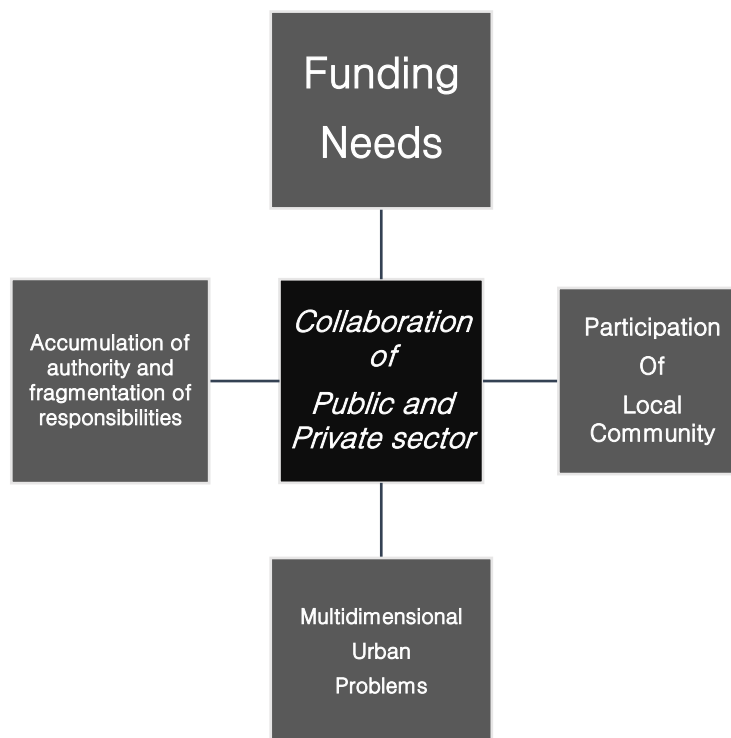 Funding
Needs
Accumulation of
authority and
fragmentation of
responsibilities
Collaboration
of
Public and
Private sector
Participation
Of
Local
Community
Multidimensional
Urban
Problems